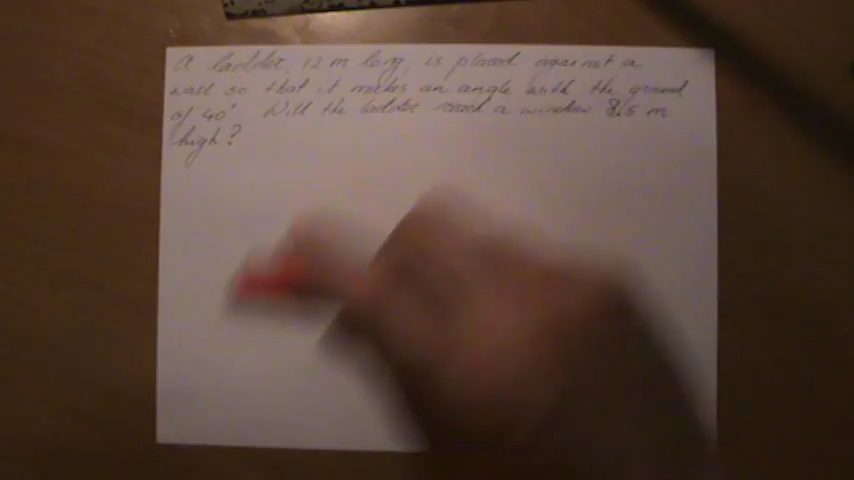 A ladder, 12 m long, is placed against a
wall so that it makes an angle with the ground
of 40° Will the ladder reach a window 8.5 m
high?